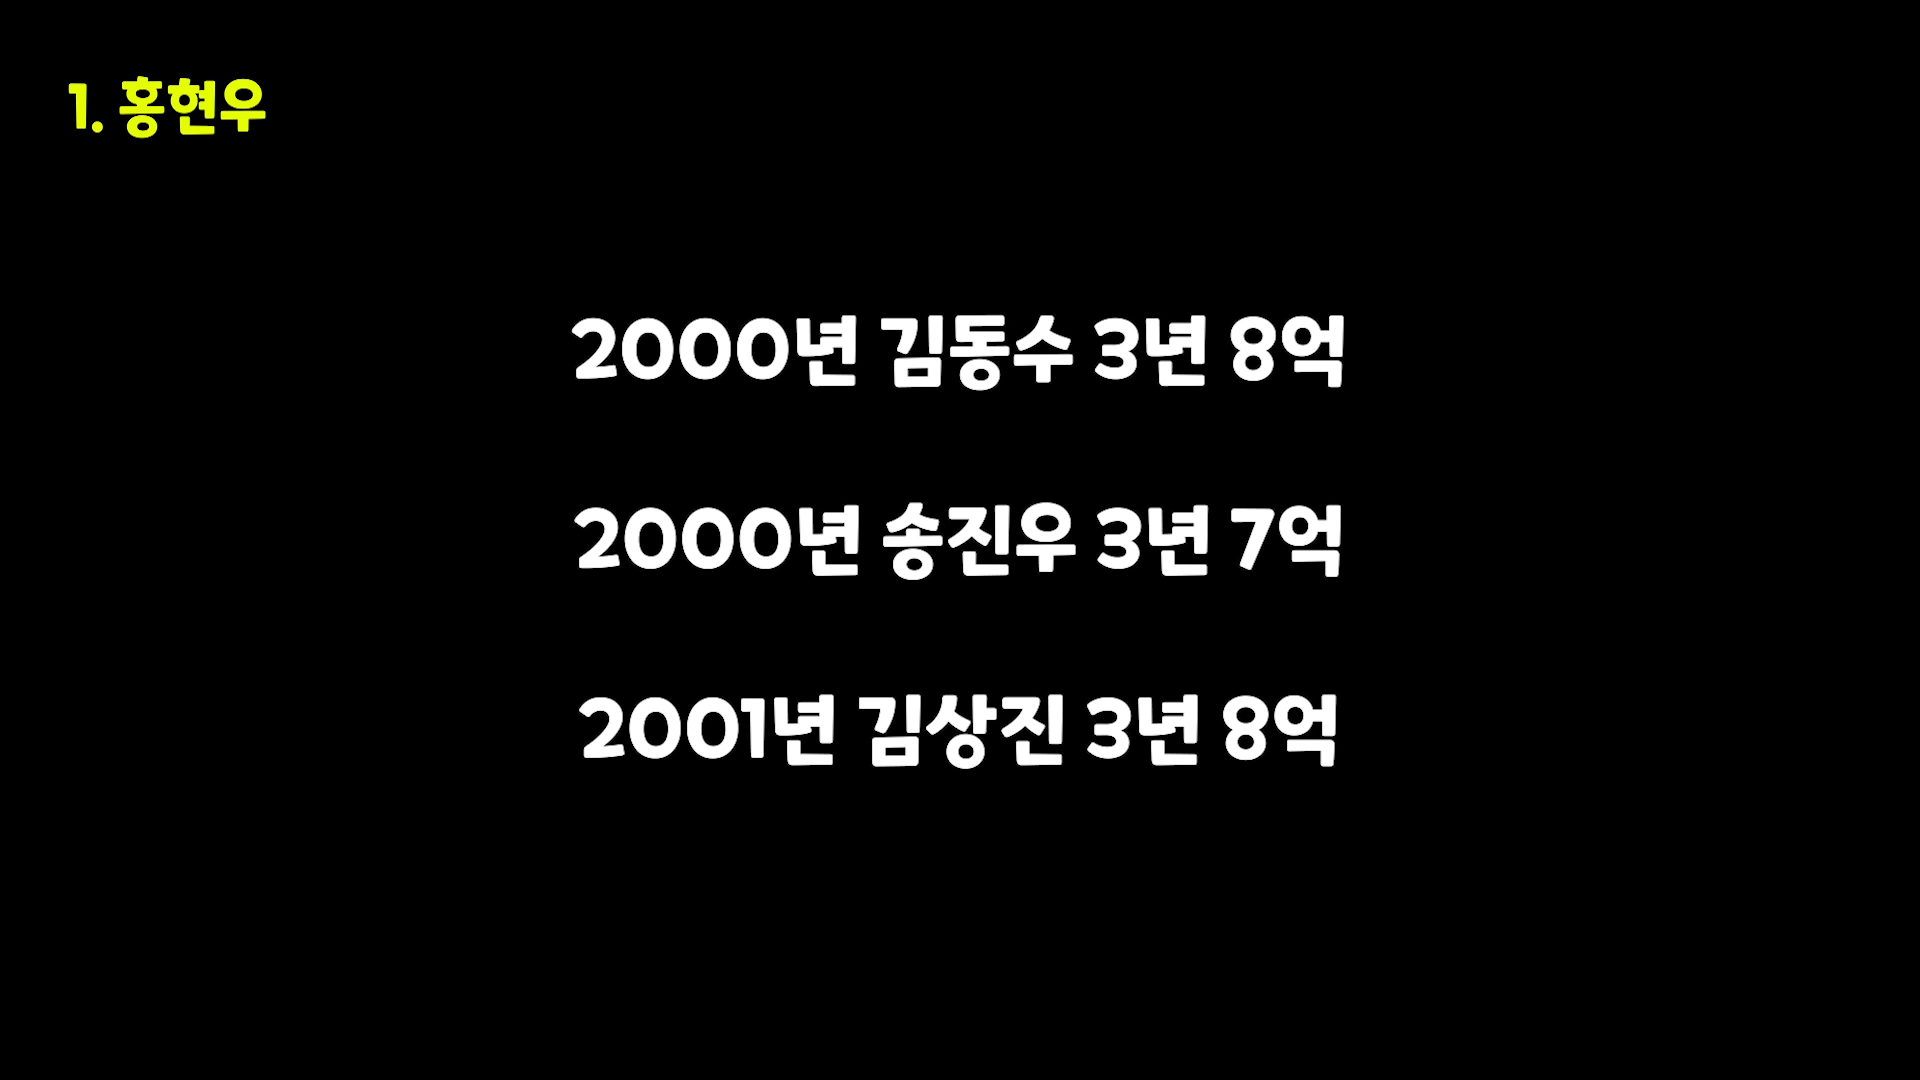 1. 홍현우
2000년 김동수 3년 8억
2000년 송진우 3년 7억
2001년 김상진 3년 8억